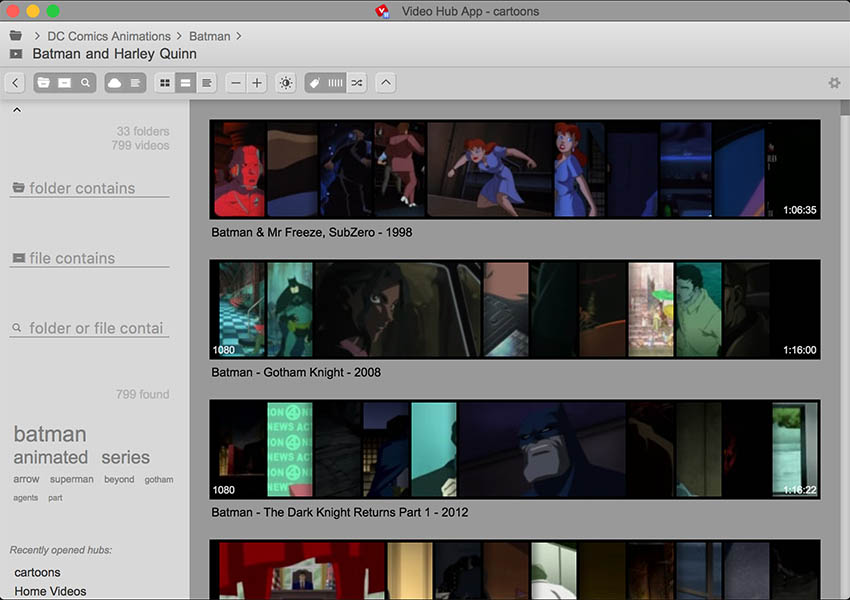 Video Hub App - cartoons
DC Comics Animations
Batman
Batman and Harley Quinn
33 folders
799 videos
folder contains
file contains
folder or file contai
799 found
batman
animated series
arrow superman beyond gotham
agents part
Recently opened hubs:
cartoons
Home Videos
1:06:35
Batman & Mr Freeze, SubZero - 1998
1080
1:16:00
Batman - Gotham Knight - 2008
NEWS AC
1080
1:16:22
Batman - The Dark Knight Returns Part 1 - 2012